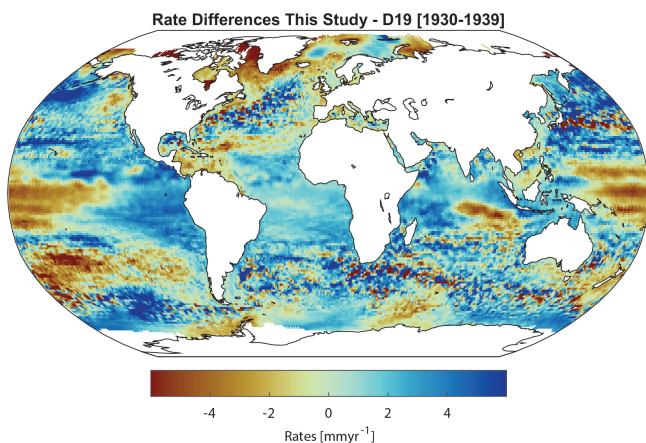 Rate Differences This Study - D19 [1930-1939]
-4 -2 0 2 4
Rates [mmyr⁻¹]